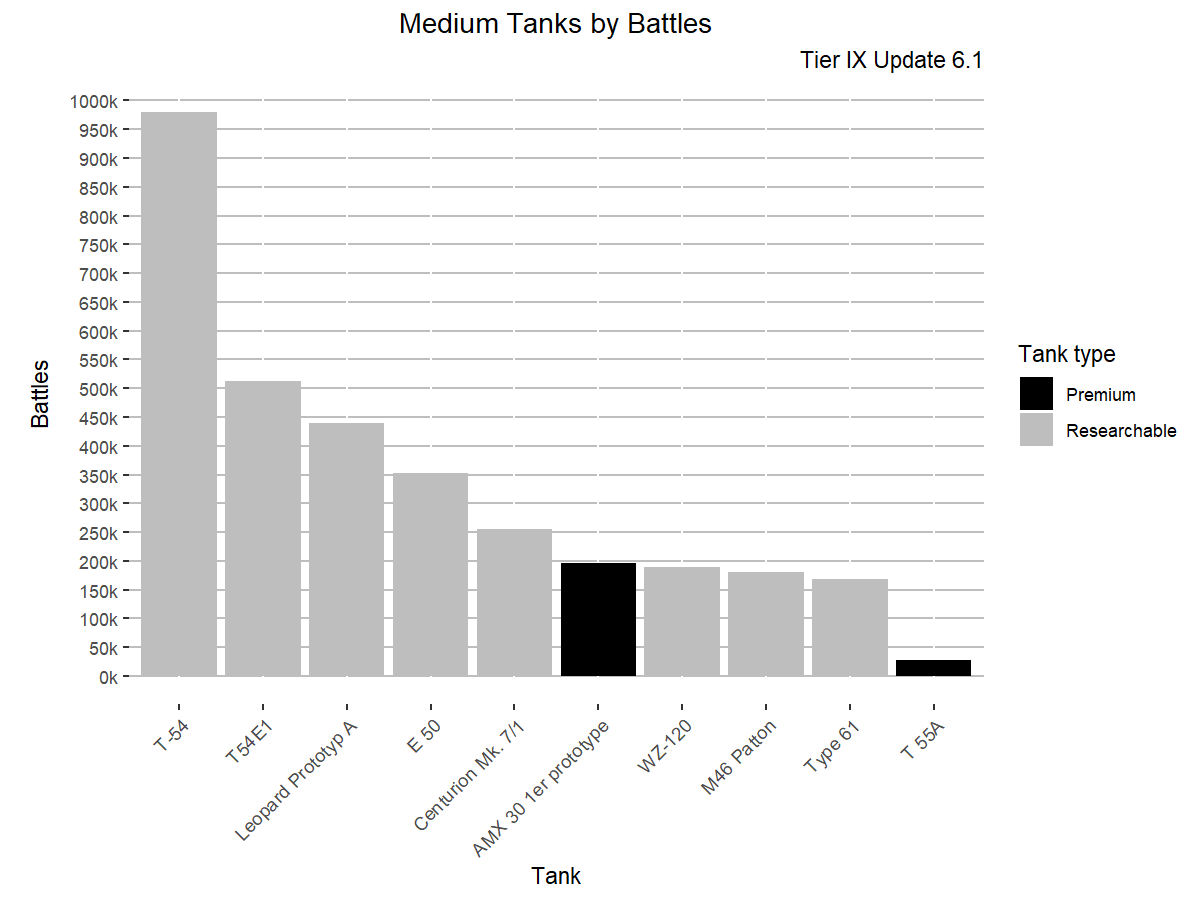 Medium Tanks by Battles
Tier IX Update 6.1
1000k
950k
900k
850k
800k
750k
700k
650k
600k
550k
500k
450k
400k
350k
300k
250k
200k
150k
100k
50k
0k
Battles
T-54
T54E1
Leopard Prototyp A
E 50
Centurion Mk. 7/1
AMX 30 1er prototype
WZ-120
M46 Patton
Type 61
T 55A
Tank
Tank type
Premium
Researchable